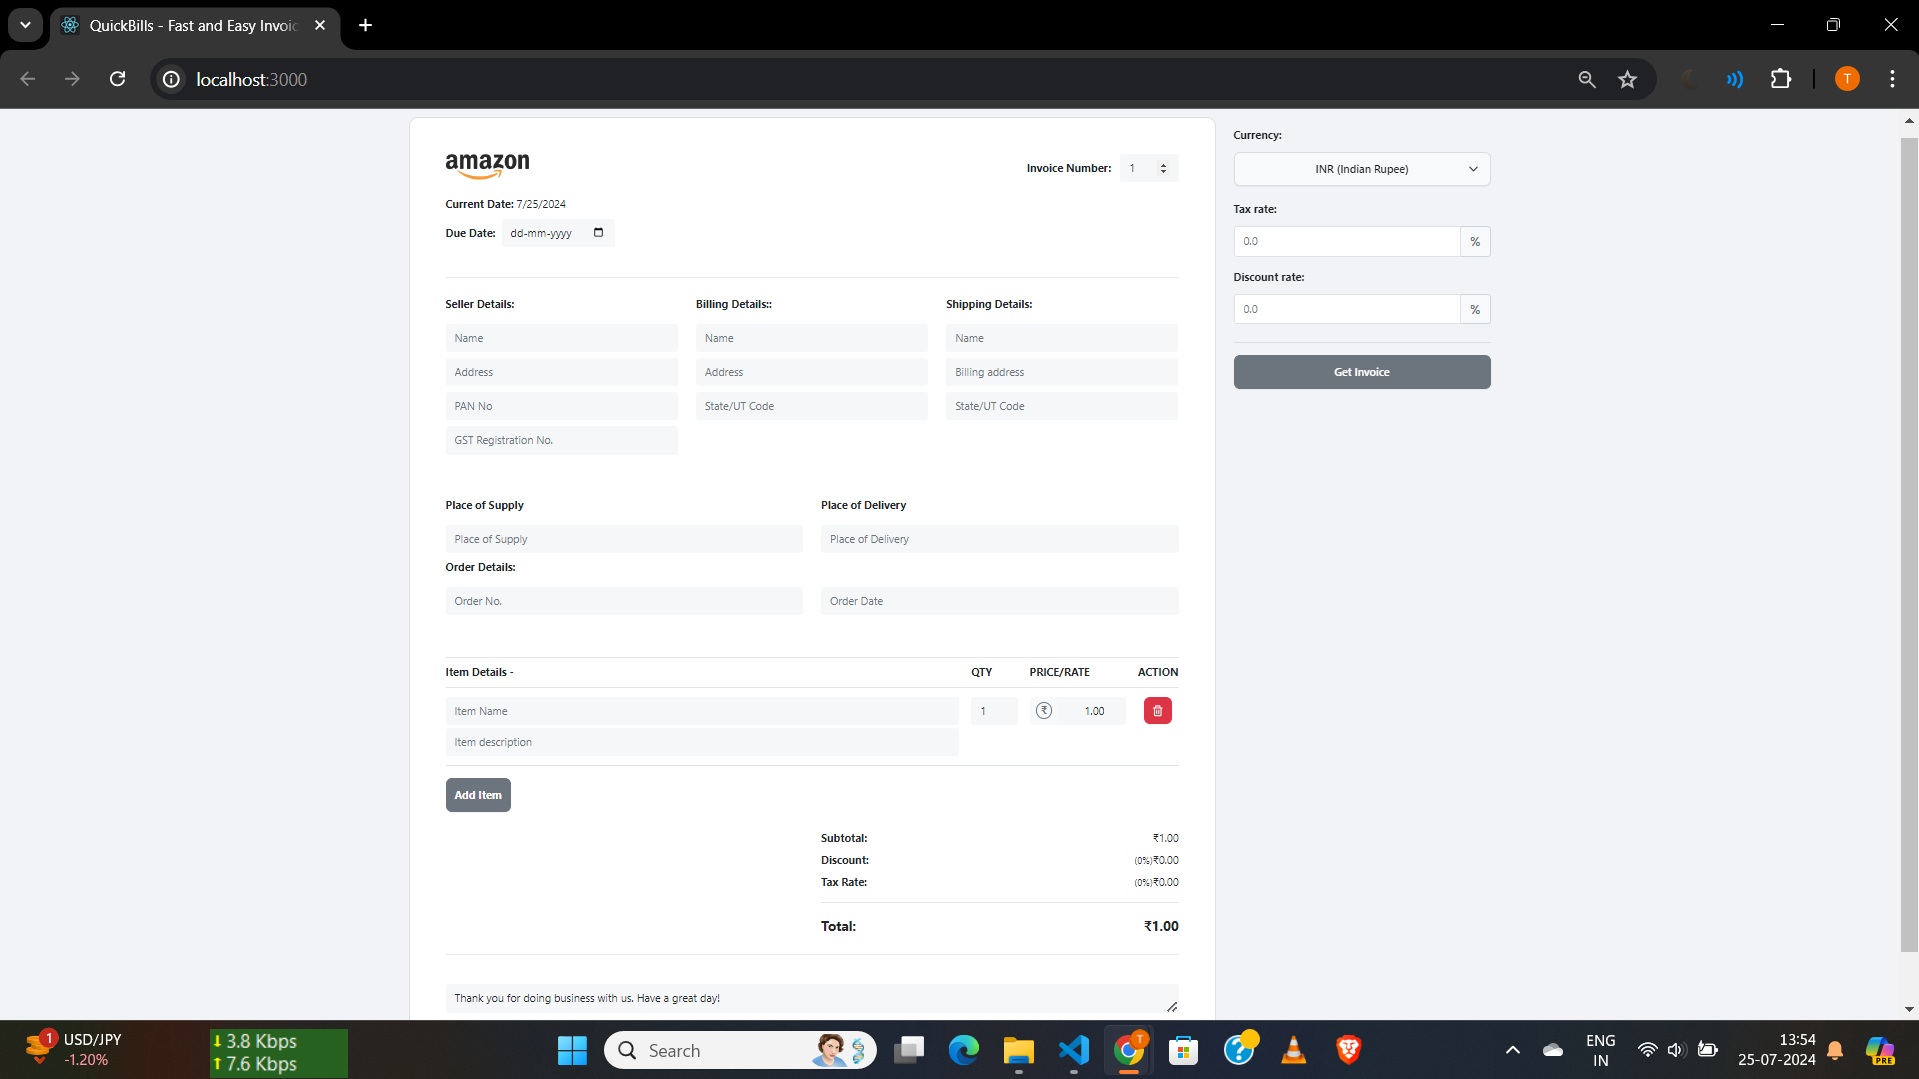 QuickBills - Fast and Easy Invoic
localhost:3000
T
amazon
Invoice Number: 1
Current Date: 7/25/2024
Due Date: dd-mm-yyyy
Seller Details: Billing Details:: Shipping Details:
Name Name Name
Address Address Billing address
PAN No State/UT Code State/UT Code
GST Registration No.
Place of Supply Place of Delivery
Place of Supply Place of Delivery
Order Details:
Order No. Order Date
Item Details - QTY PRICE/RATE ACTION
Item Name 1 ₹ 1.00
Item description
Add Item
Subtotal: ₹1.00
Discount: (0%)₹0.00
Tax Rate: (0%)₹0.00
Total: ₹1.00
Thank you for doing business with us. Have a great day!
Currency:
INR (Indian Rupee)
Tax rate:
0.0 %
Discount rate:
0.0 %
Get Invoice
1
USD/JPY
-1.20%
3.8 Kbps
7.6 Kbps
Search
T
?
ENG
IN
13:54
25-07-2024
PRE